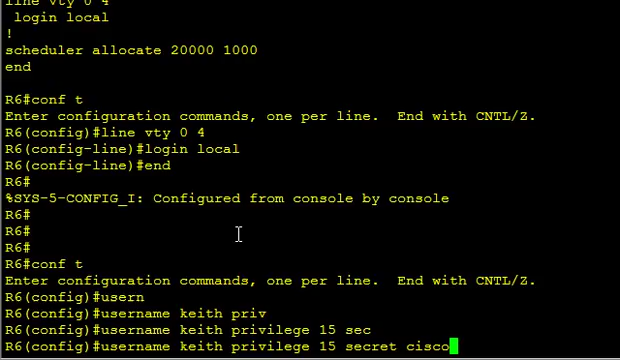 line vty 0 4
login local
!
scheduler allocate 20000 1000
end
R6#conf t
Enter configuration commands, one per line. End with CNTL/Z.
R6(config)#line vty 0 4
R6(config-line)#login local
R6(config-line)#end
R6#
%SYS-5-CONFIG_I: Configured from console by console
R6#
R6#
R6#
R6#conf t
Enter configuration commands, one per line. End with CNTL/Z.
R6(config)#usern
R6(config)#username keith priv
R6(config)#username keith privilege 15 sec
R6(config)#username keith privilege 15 secret cisco